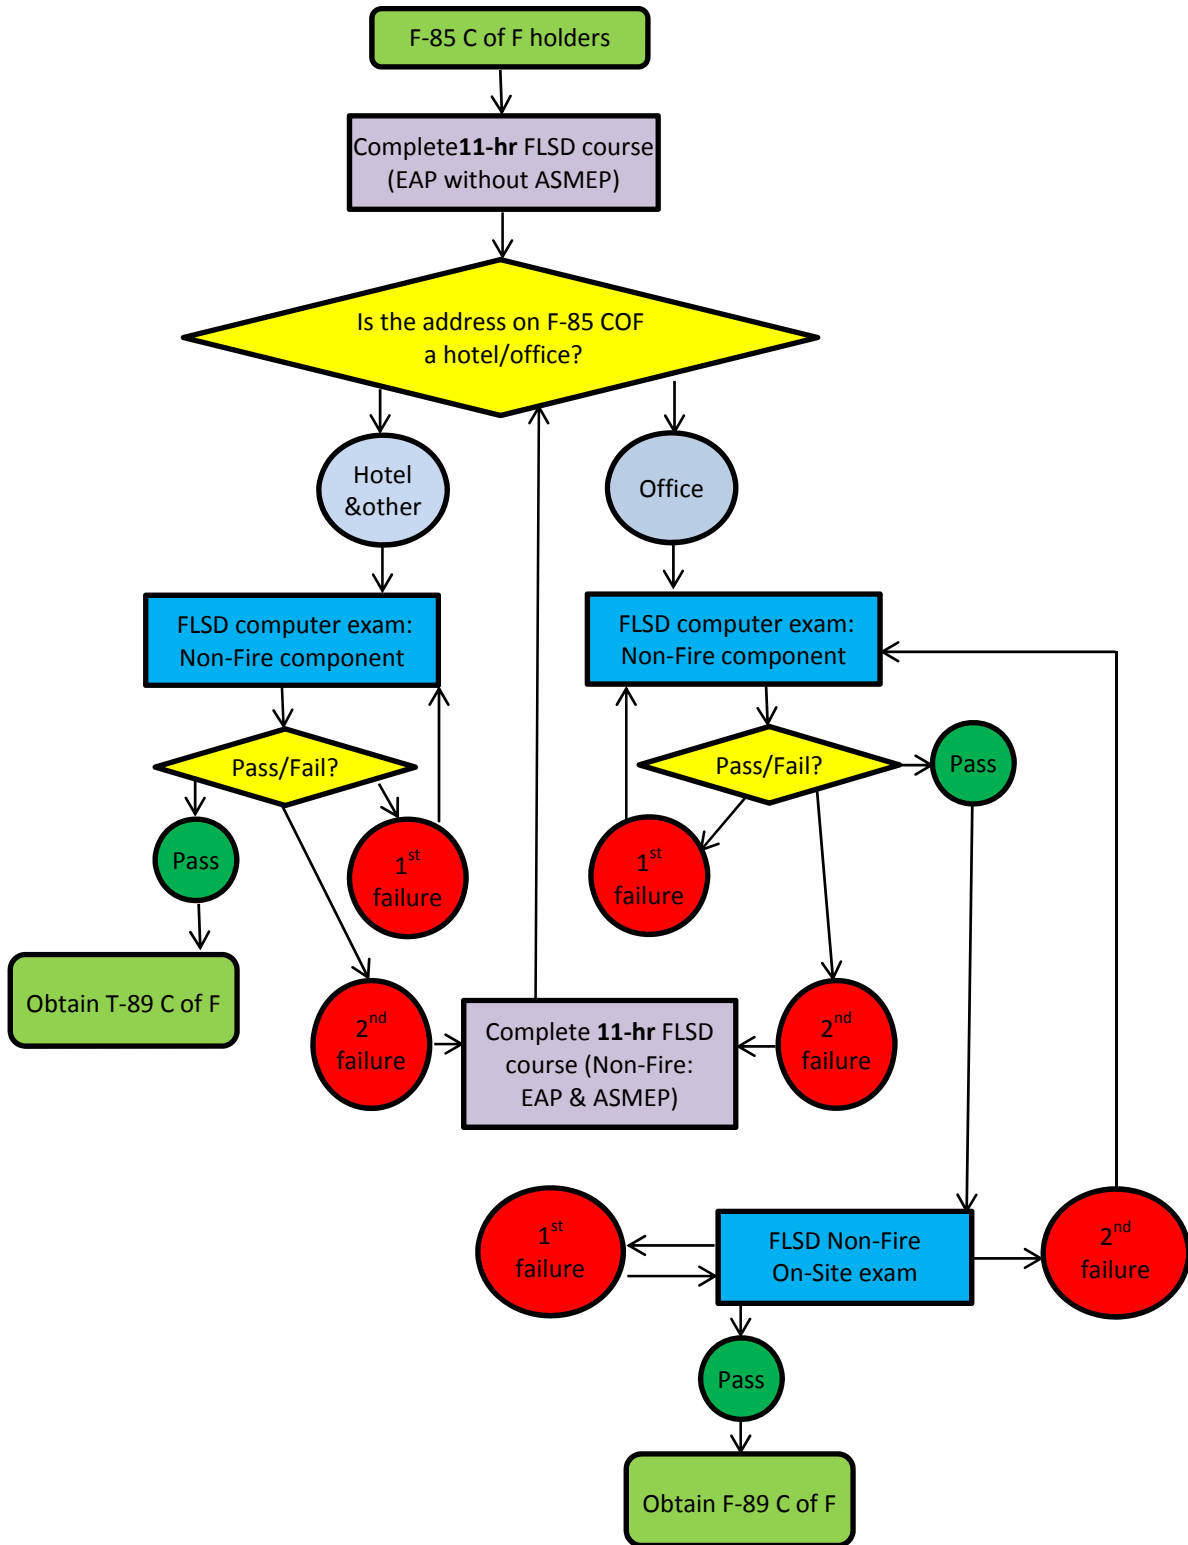 F-85 C of F holders
Complete11-hr FLSD course
(EAP without ASMEP)
Is the address on F-85 COF
a hotel/office?
Hotel
&other
Office
FLSD computer exam:
Non-Fire component
FLSD computer exam:
Non-Fire component
Pass/Fail?
Pass/Fail?
Pass
Pass
1st
failure
1st
failure
Obtain T-89 C of F
2nd
failure
Complete 11-hr FLSD
course (Non-Fire:
EAP & ASMEP)
2nd
failure
1st
failure
FLSD Non-Fire
On-Site exam
2nd
failure
Pass
Obtain F-89 C of F